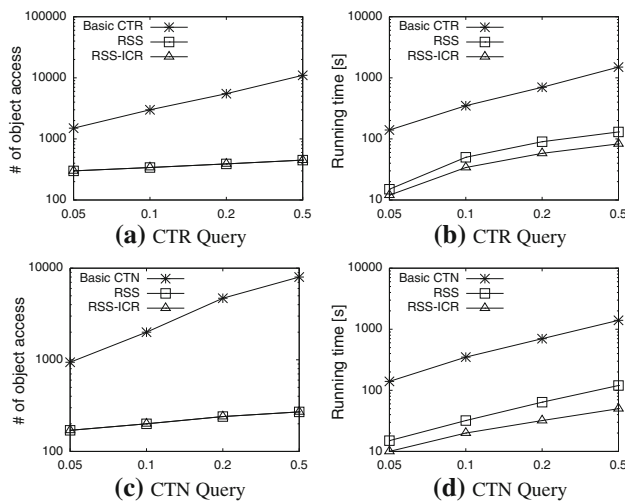 100000
10000
1000
100
# of object access
Basic CTR
RSS
RSS-ICR
0.05 0.1 0.2 0.5
(a) CTR Query
10000
1000
100
10
Running time [s]
Basic CTR
RSS
RSS-ICR
0.05 0.1 0.2 0.5
(b) CTR Query
10000
1000
100
# of object access
Basic CTN
RSS
RSS-ICR
0.05 0.1 0.2 0.5
(c) CTN Query
10000
1000
100
10
Running time [s]
Basic CTN
RSS
RSS-ICR
0.05 0.1 0.2 0.5
(d) CTN Query